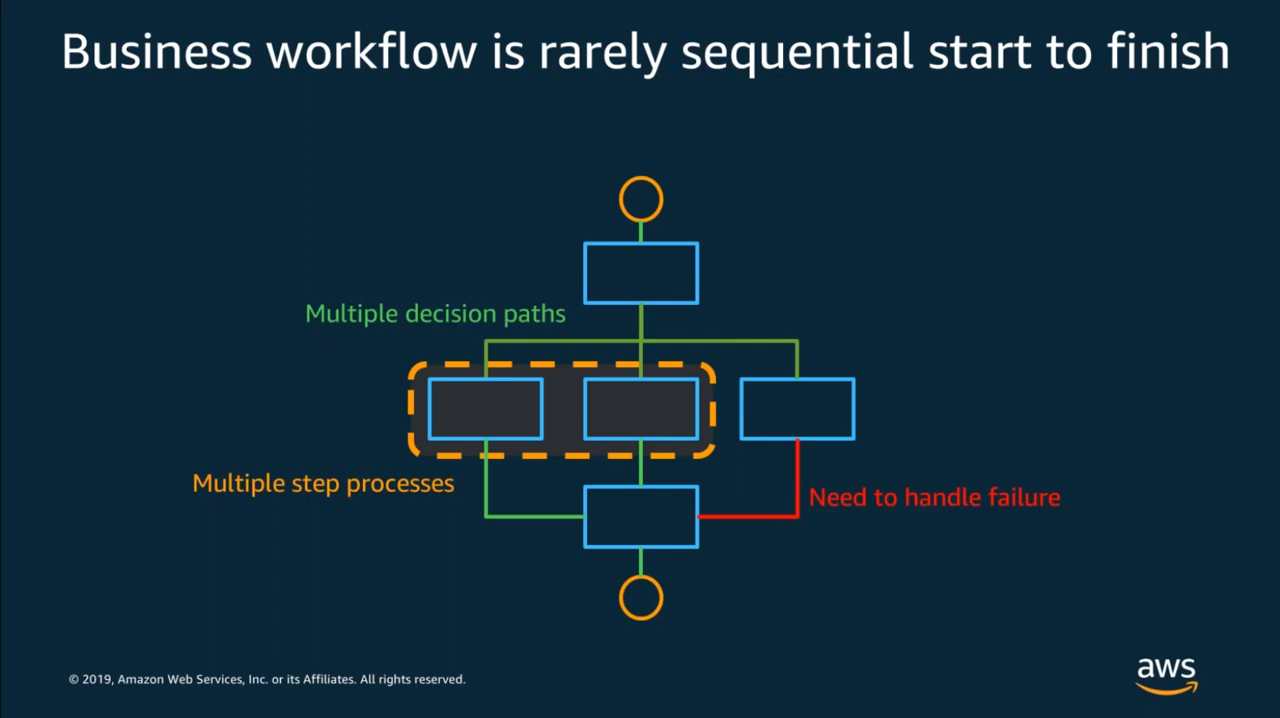 Business workflow is rarely sequential start to finish
Multiple decision paths
Multiple step processes
Need to handle failure
© 2019, Amazon Web Services, Inc. or its Affiliates. All rights reserved.
aws